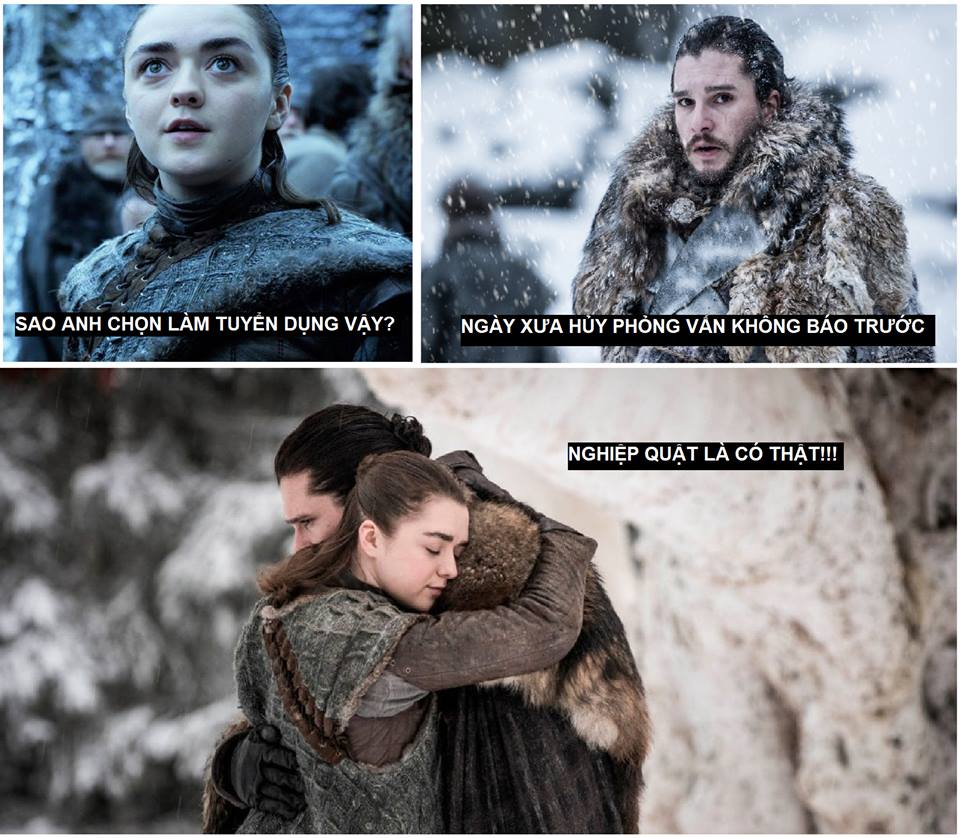 SAO ANH CHỌN LÀM TUYỂN DỤNG VẬY?
NGÀY XƯA HỦY PHỎNG VẤN KHÔNG BÁO TRƯỚC
NGHIỆP QUẬT LÀ CÓ THẬT!!!